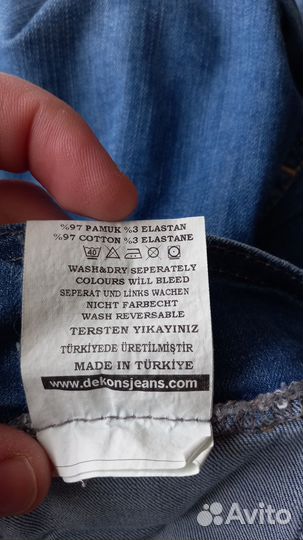 %97 PAMUK %3 ELASTAN
%97 COTTON %3 ELASTANE
40
WASH&DRY SEPERATELY
COLOURS WILL BLEED
SEPERAT UND LINKS WACHEN
NICHT FARBECHT
WASH REVERSABLE
TERSTEN YIKAYINIZ
TÜRKİYEDE ÜRETİLMİŞTİR
MADE IN TÜRKİYE
www.dekonsjeans.com
Avito